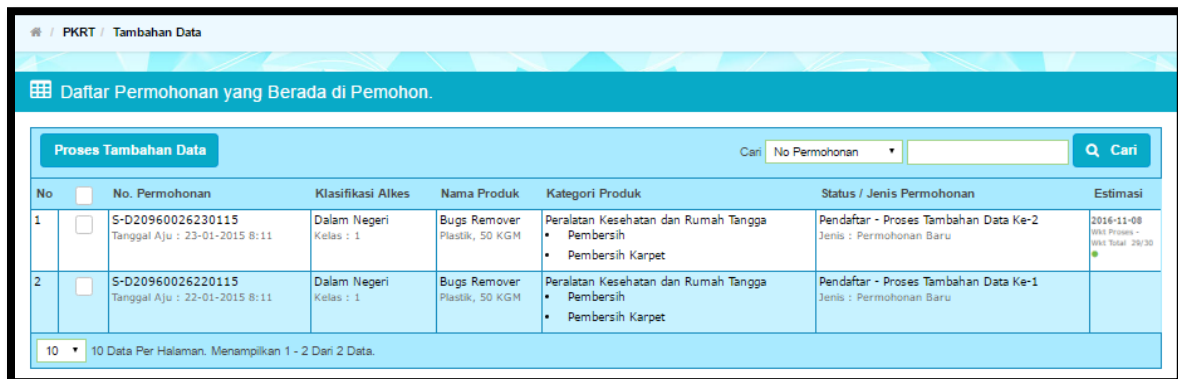 / PKRT / Tambahan Data
Daftar Permohonan yang Berada di Pemohon.
Proses Tambahan Data
Cari No Permohonan
Cari
No No. Permohonan Klasifikasi Alkes Nama Produk Kategori Produk Status / Jenis Permohonan Estimasi
1 S-D20960026230115 Dalam Negeri Bugs Remover Peralatan Kesehatan dan Rumah Tangga Pendaftar - Proses Tambahan Data Ke-2 2016-11-08
Tanggal Aju : 23-01-2015 8:11 Kelas : 1 Plastik, 50 KGM • Pembersih Jenis : Permohonan Baru Wkt Proses -
• Pembersih Karpet Wkt Total 29/30
2 S-D20960026220115 Dalam Negeri Bugs Remover Peralatan Kesehatan dan Rumah Tangga Pendaftar - Proses Tambahan Data Ke-1
Tanggal Aju : 22-01-2015 8:11 Kelas : 1 Plastik, 50 KGM • Pembersih Jenis : Permohonan Baru
• Pembersih Karpet
10 10 Data Per Halaman. Menampilkan 1 - 2 Dari 2 Data.